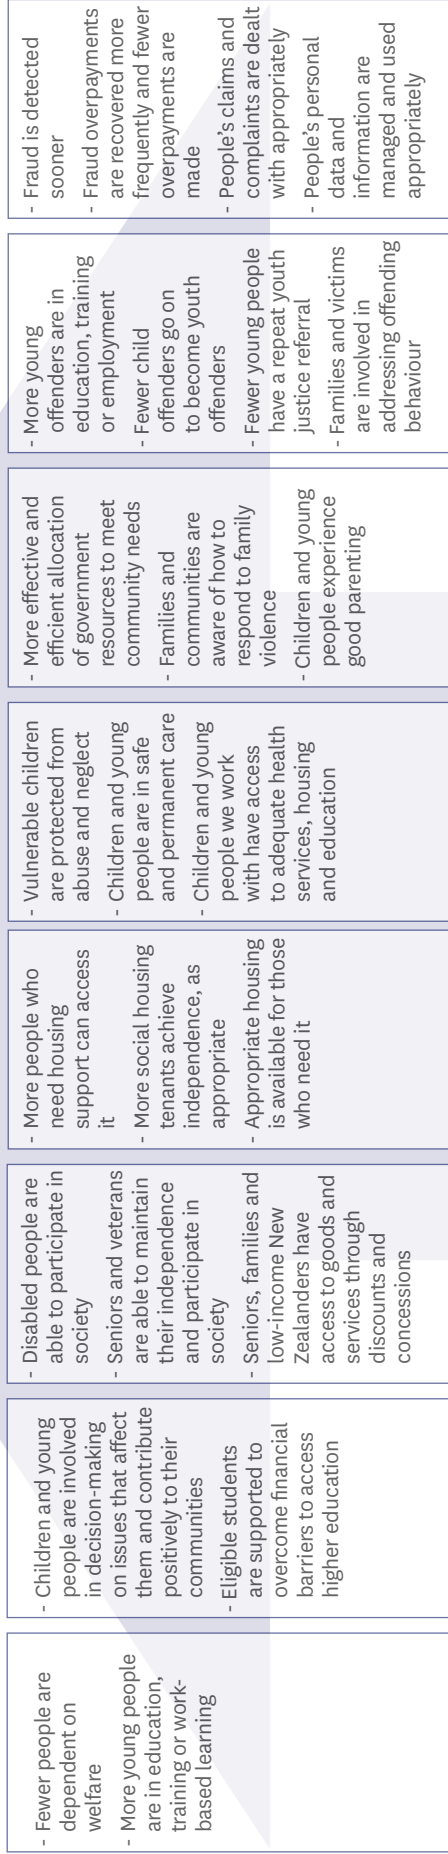 - Fewer people are
dependent on
welfare
- More young people
are in education,
training or work-
based learning
- Children and young
people are involved
in decision-making
on issues that affect
them and contribute
positively to their
communities
- Eligible students
are supported to
overcome financial
barriers to access
higher education
- Disabled people are
able to participate in
society
- Seniors and veterans
are able to maintain
their independence
and participate in
society
- Seniors, families and
low-income New
Zealanders have
access to goods and
services through
discounts and
concessions
- More people who
need housing
support can access
it
- More social housing
tenants achieve
independence, as
appropriate
- Appropriate housing
is available for those
who need it
- Vulnerable children
are protected from
abuse and neglect
- Children and young
people are in safe
and permanent care
- Children and young
people we work
with have access
to adequate health
services, housing
and education
- More effective and
efficient allocation
of government
resources to meet
community needs
- Families and
communities are
aware of how to
respond to family
violence
- Children and young
people experience
good parenting
- More young
offenders are in
education, training
or employment
- Fewer child
offenders go on
to become youth
offenders
- Fewer young people
have a repeat youth
justice referral
- Families and victims
are involved in
addressing offending
behaviour
- Fraud is detected
sooner
- Fraud overpayments
are recovered more
frequently and fewer
overpayments are
made
- People's claims and
complaints are dealt
with appropriately
- People's personal
data and
information are
managed and used
appropriately